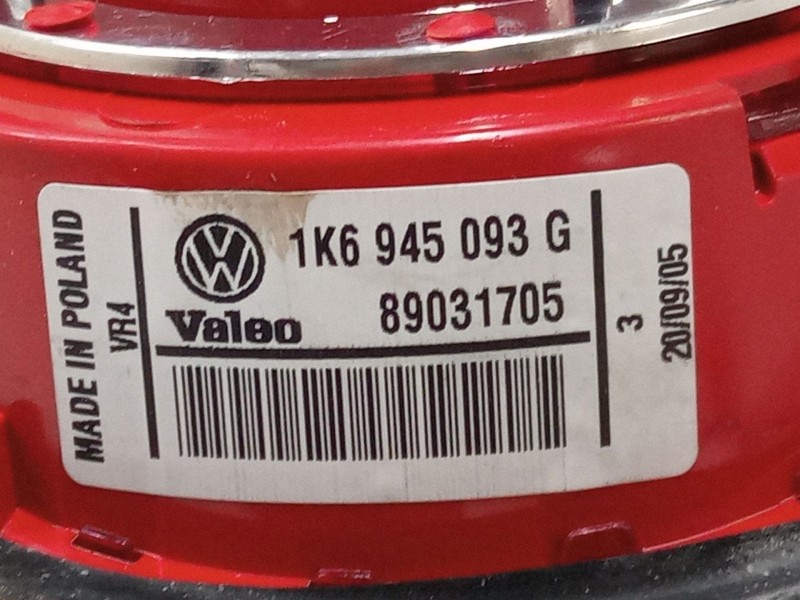 MADE IN POLAND
VR4
1K6 945 093 G
Valeo
89031705
3
20/09/05